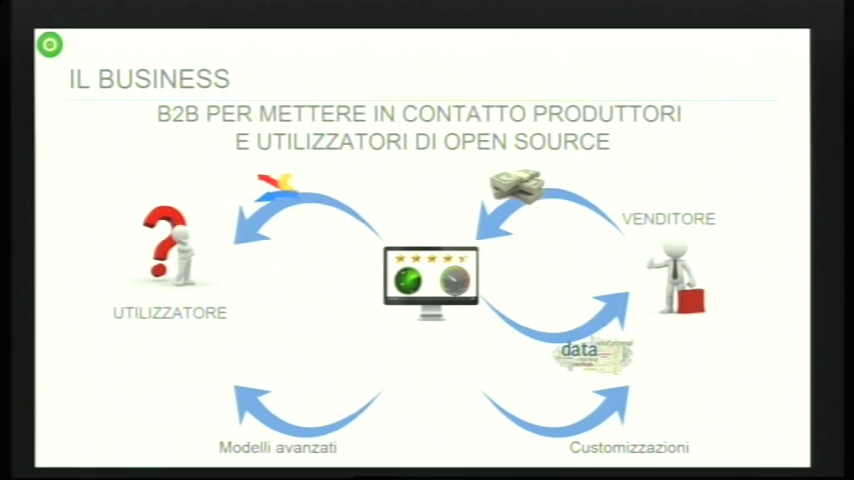 IL BUSINESS
B2B PER METTERE IN CONTATTO PRODUTTORI
E UTILIZZATORI DI OPEN SOURCE
VENDITORE
UTILIZZATORE
data
Modelli avanzati
Customizzazioni